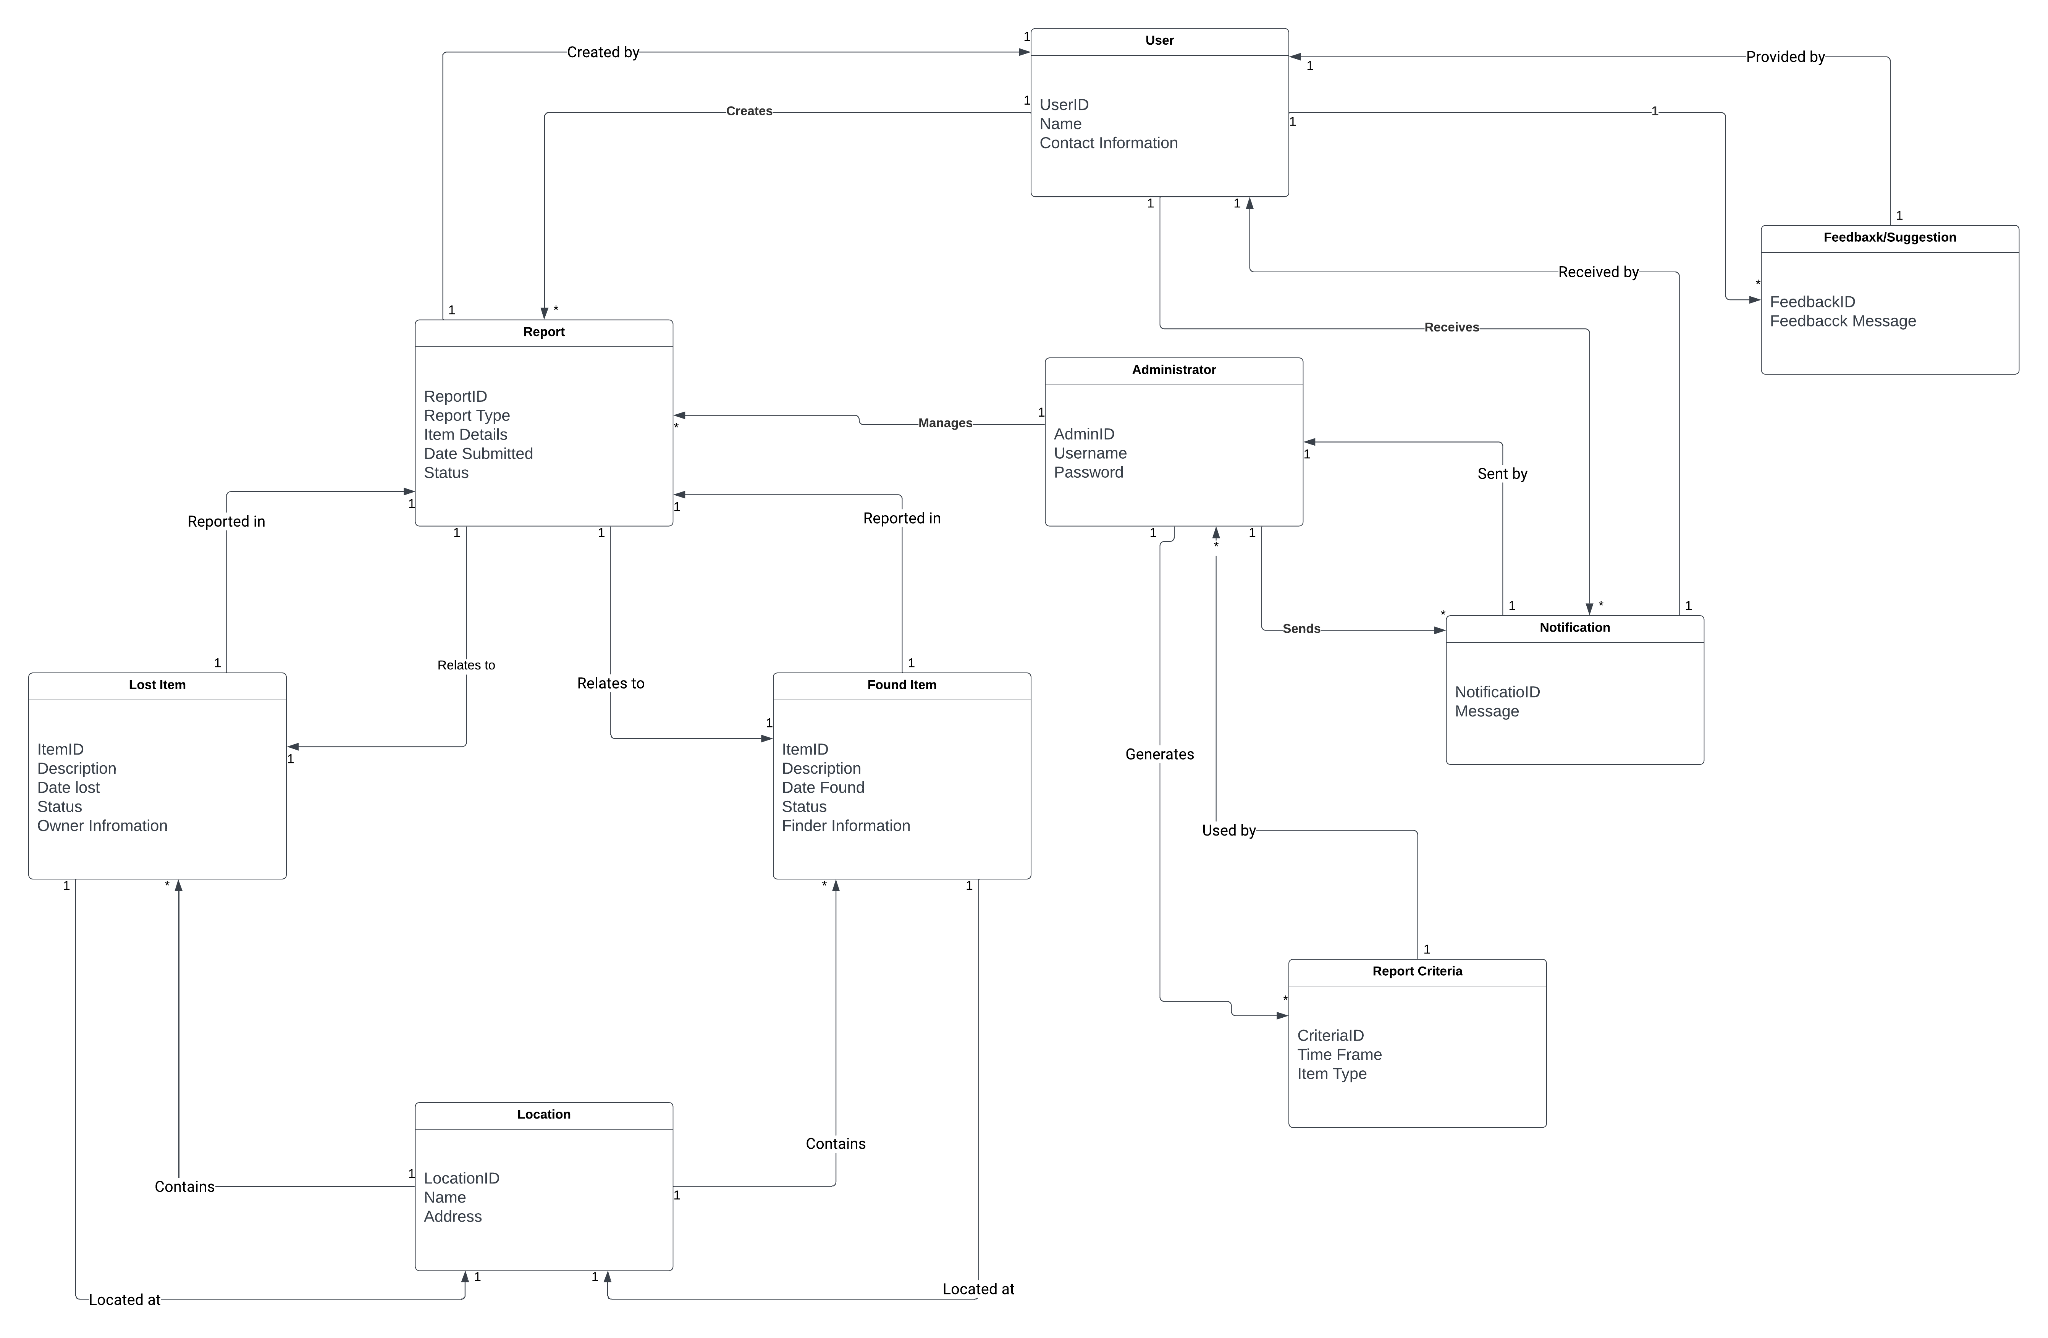 Created by
1
User
1
Provided by
1
Creates
1
UserID
Name
Contact Information
1
1
1
1
1
Feedbaxk/Suggestion
FeedbackID
Feedbacck Message
*
Received by
Receives
1
*
Report
ReportID
Report Type
Item Details
Date Submitted
Status
Manages
1
*
Administrator
AdminID
Username
Password
1
Sent by
Reported in
1
1
Reported in
1
1
1
*
1
1
*
1
*
Sends
Notification
NotificatioID
Message
1
Relates to
Relates to
1
Lost Item
ItemID
Description
Date lost
Status
Owner Infromation
1
1
Found Item
ItemID
Description
Date Found
Status
Finder Information
Generates
Used by
1
*
*
1
1
*
Report Criteria
CriteriaID
Time Frame
Item Type
Location
LocationID
Name
Address
Contains
1
1
Contains
1
1
Located at
Located at